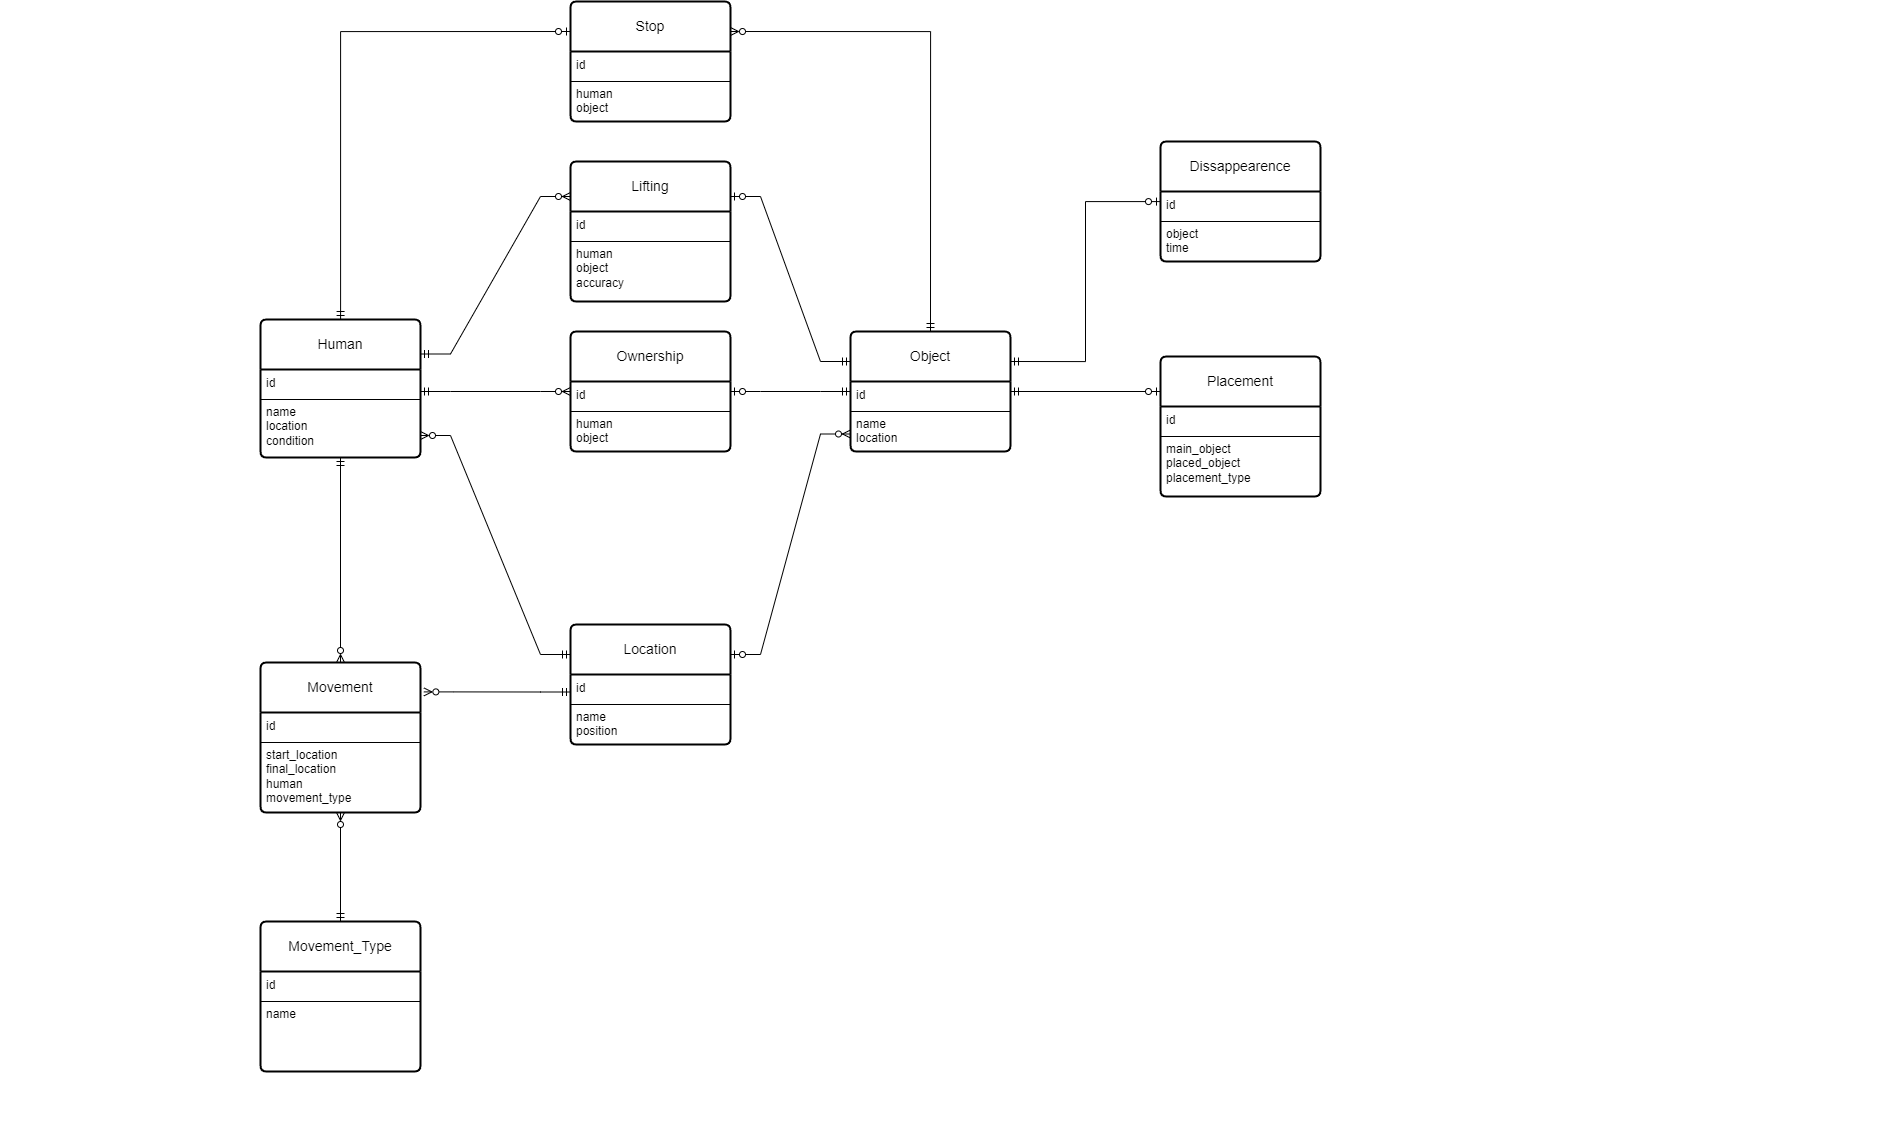 Stop
id
human
object
Lifting
id
human
object
accuracy
Dissappearence
id
object
time
Human
id
name
location
condition
Ownership
id
human
object
Object
id
name
location
Placement
id
main_object
placed_object
placement_type
Location
id
name
position
Movement
id
start_location
final_location
human
movement_type
Movement_Type
id
name